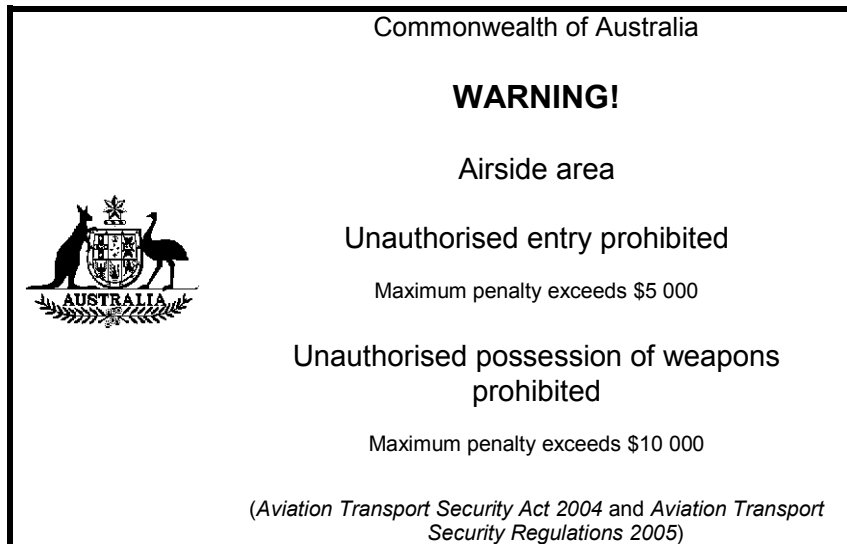 Commonwealth of Australia
WARNING!
Airside area
Unauthorised entry prohibited
Maximum penalty exceeds $5 000
AUSTRALIA
Unauthorised possession of weapons
prohibited
Maximum penalty exceeds $10 000
(Aviation Transport Security Act 2004 and Aviation Transport
Security Regulations 2005)